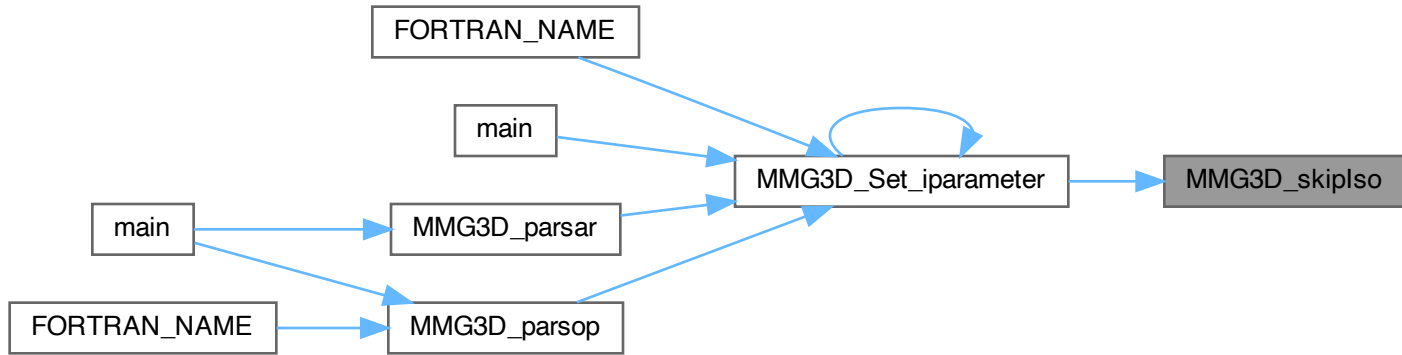 FORTRAN_NAME
main
MMG3D_Set_iparameter
MMG3D_skipIso
main
MMG3D_parsar
FORTRAN_NAME
MMG3D_parsop